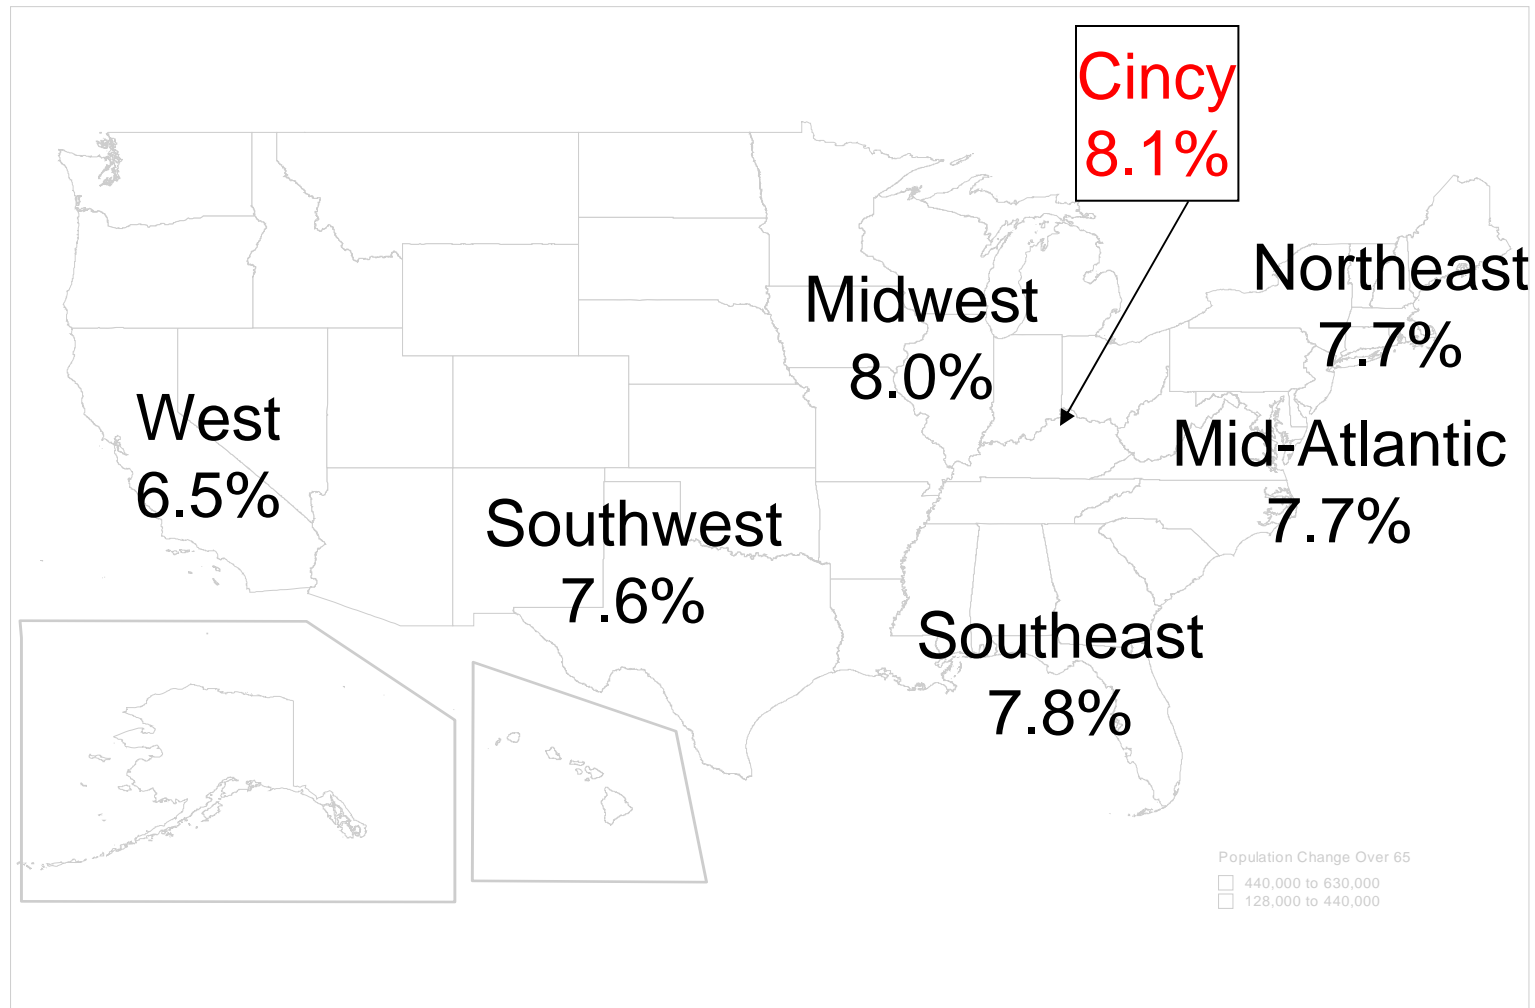 Cincy
8.1%
Northeast
7.7%
Midwest
8.0%
West
6.5%
Mid-Atlantic
7.7%
Southwest
7.6%
Southeast
7.8%
Population Change Over 65
440,000 to 630,000
128,000 to 440,000